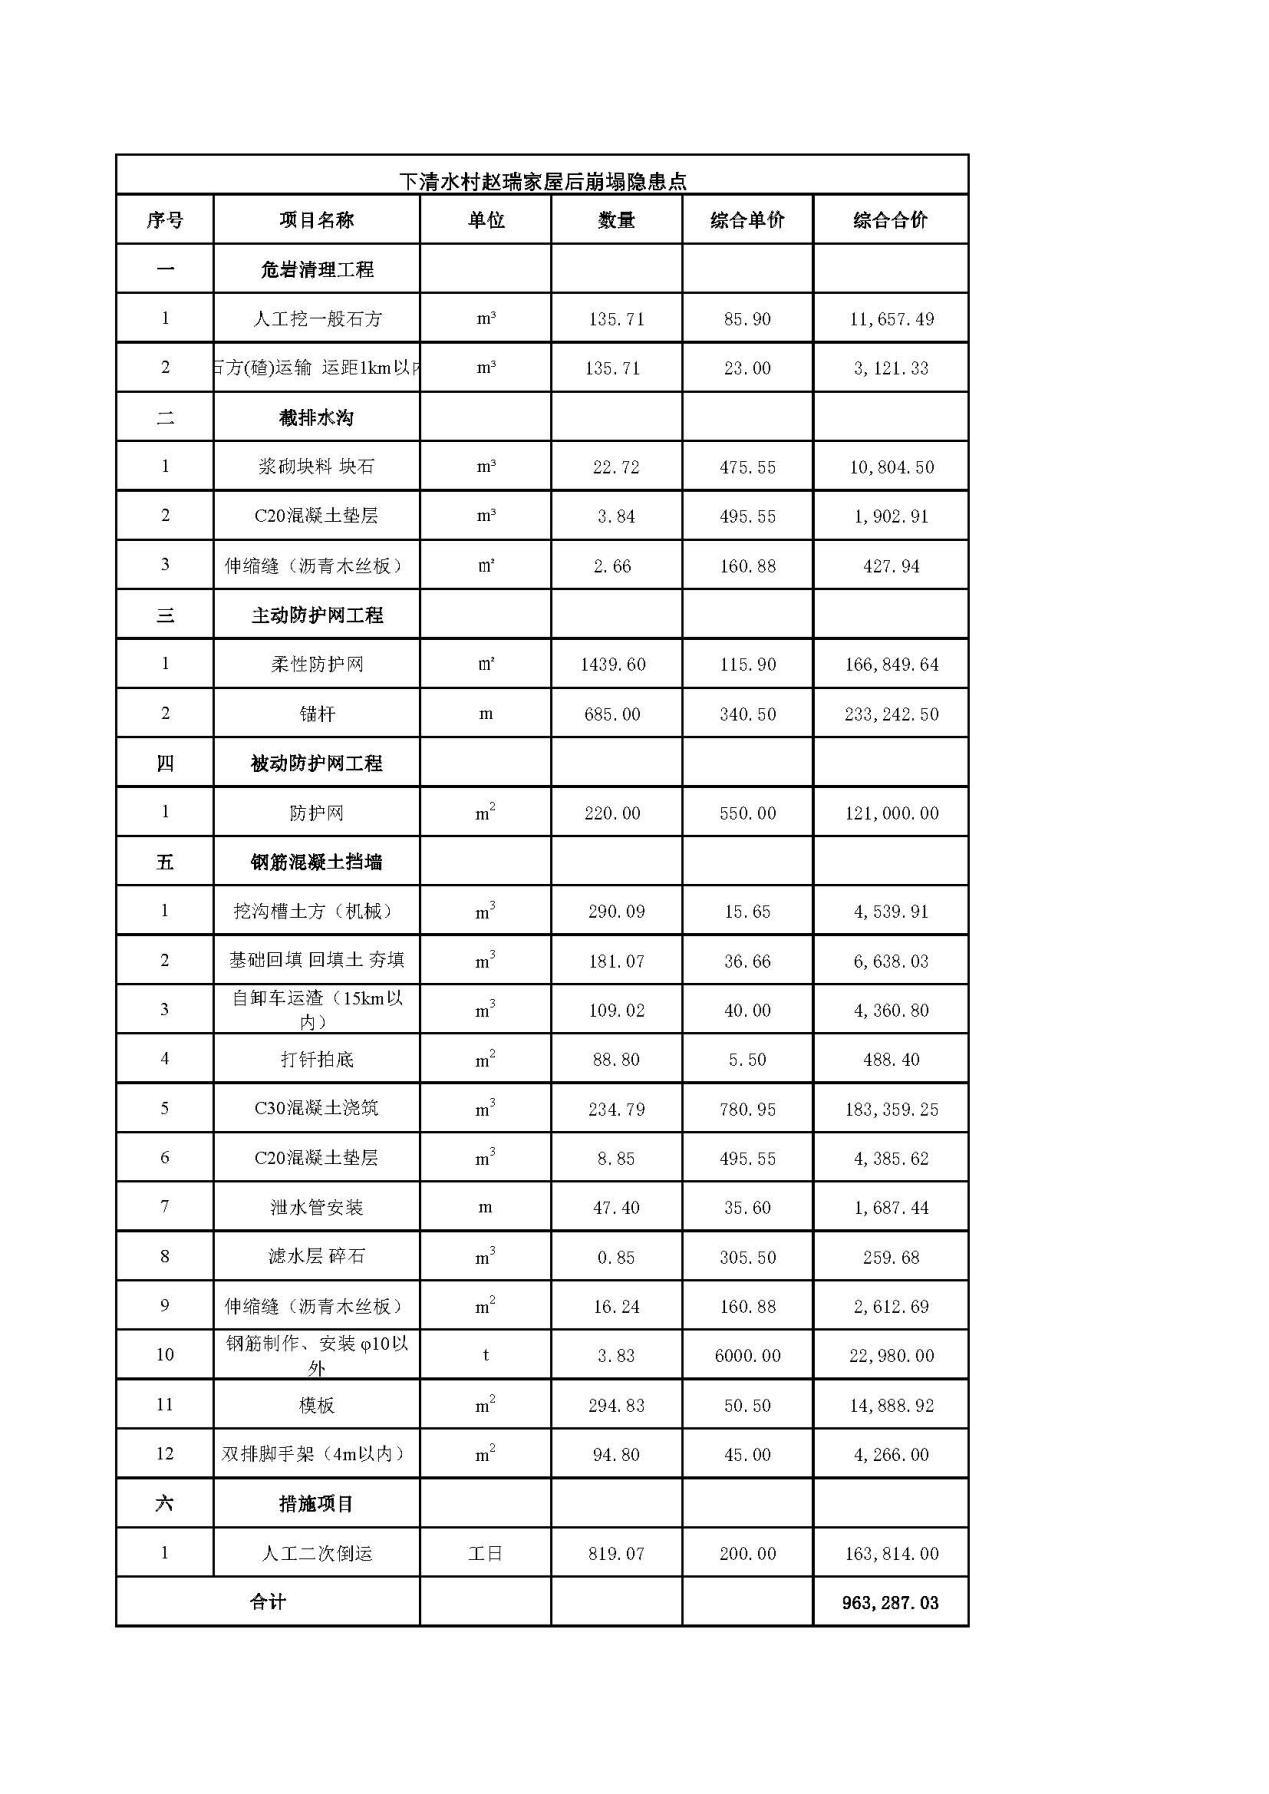 下清水村赵瑞家屋后崩塌隐患点
序号 项目名称 单位 数量 综合单价 综合合价
一 危岩清理工程
1 人工挖一般石方 m³ 135.71 85.90 11,657.49
2 石方(碴)运输 运距1km以内 m³ 135.71 23.00 3,121.33
二 截排水沟
1 浆砌块料 块石 m³ 22.72 475.55 10,804.50
2 C20混凝土垫层 m³ 3.84 495.55 1,902.91
3 伸缩缝（沥青木丝板） m² 2.66 160.88 427.94
三 主动防护网工程
1 柔性防护网 m² 1439.60 115.90 166,849.64
2 锚杆 m 685.00 340.50 233,242.50
四 被动防护网工程
1 防护网 m² 220.00 550.00 121,000.00
五 钢筋混凝土挡墙
1 挖沟槽土方（机械） m³ 290.09 15.65 4,539.91
2 基础回填 回填土 夯填 m³ 181.07 36.66 6,638.03
3 自卸车运渣（15km以
内） m³ 109.02 40.00 4,360.80
4 打钎拍底 m² 88.80 5.50 488.40
5 C30混凝土浇筑 m³ 234.79 780.95 183,359.25
6 C20混凝土垫层 m³ 8.85 495.55 4,385.62
7 泄水管安装 m 47.40 35.60 1,687.44
8 滤水层 碎石 m³ 0.85 305.50 259.68
9 伸缩缝（沥青木丝板） m² 16.24 160.88 2,612.69
10 钢筋制作、安装 φ10以
外 t 3.83 6000.00 22,980.00
11 模板 m² 294.83 50.50 14,888.92
12 双排脚手架（4m以内） m² 94.80 45.00 4,266.00
六 措施项目
1 人工二次倒运 工日 819.07 200.00 163,814.00
合计 963,287.03